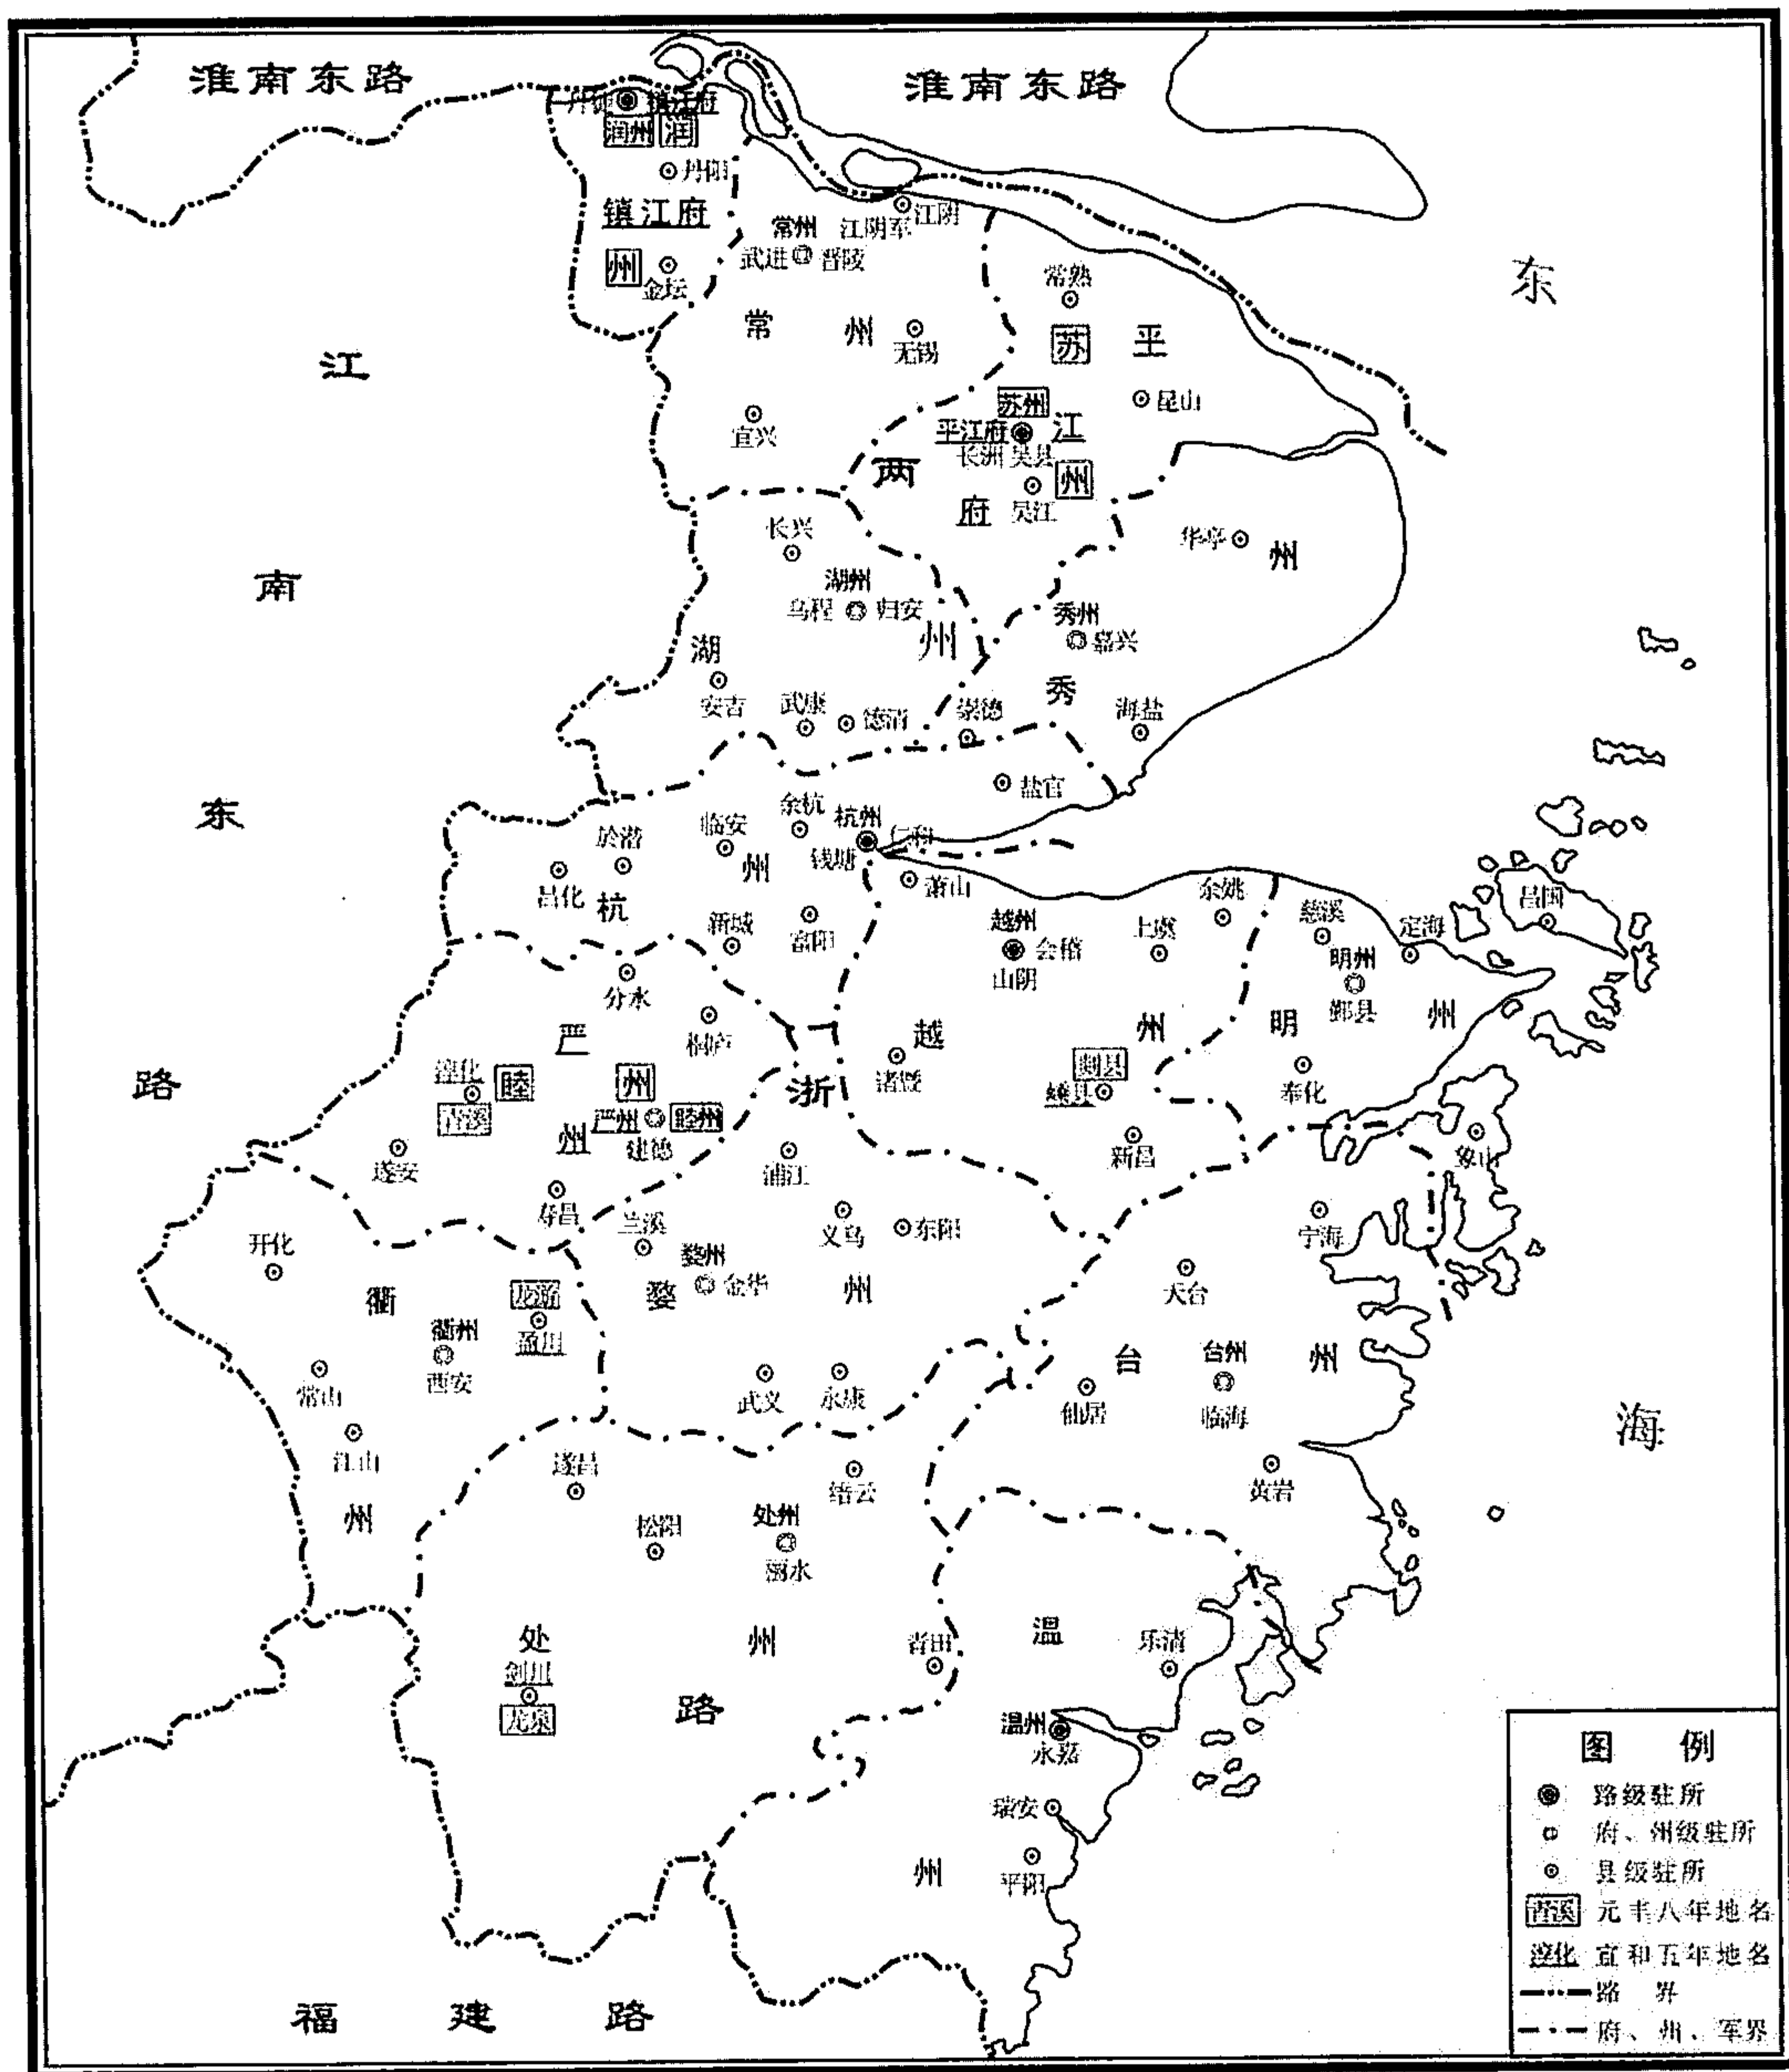 淮南东路
淮南东路
镇江府
润州
润
丹阳
镇江府
州
金坛
江阴
常州
武进
晋陵
常熟
东
常
州
无锡
苏
平
江
宜兴
苏州
昆山
平江府
江
长洲
吴县
两
州
府
吴江
长兴
华亭
州
南
湖州
乌程
归安
州
秀州
嘉兴
湖
安吉
武康
德清
崇德
秀
海盐
盐官
东
余杭
杭州
仁和
临安
钱塘
於潜
州
昌化
杭
萧山
余姚
新城
富阳
越州
会稽
山阴
上虞
慈溪
定海
昌国
明州
鄞县
分水
桐庐
严
越
州
明
州
路
淳化
睦
州
青溪
严州
睦州
建德
州
浙
诸暨
剡县
嵊县
奉化
遂安
浦江
新昌
象山
寿昌
兰溪
义乌
东阳
宁海
开化
婺州
金华
天台
衢
婺
州
盈川
衢州
西安
台
台州
州
常山
武义
永康
仙居
临海
海
江山
遂昌
缙云
黄岩
州
松阳
处州
丽水
处
州
青田
温
乐清
剑川
龙泉
路
温州
永嘉
瑞安
州
平阳
福建路
图例
路级驻所
府、州级驻所
县级驻所
青溪 元丰八年地名
淳化 宣和五年地名
路界
府、州、军界